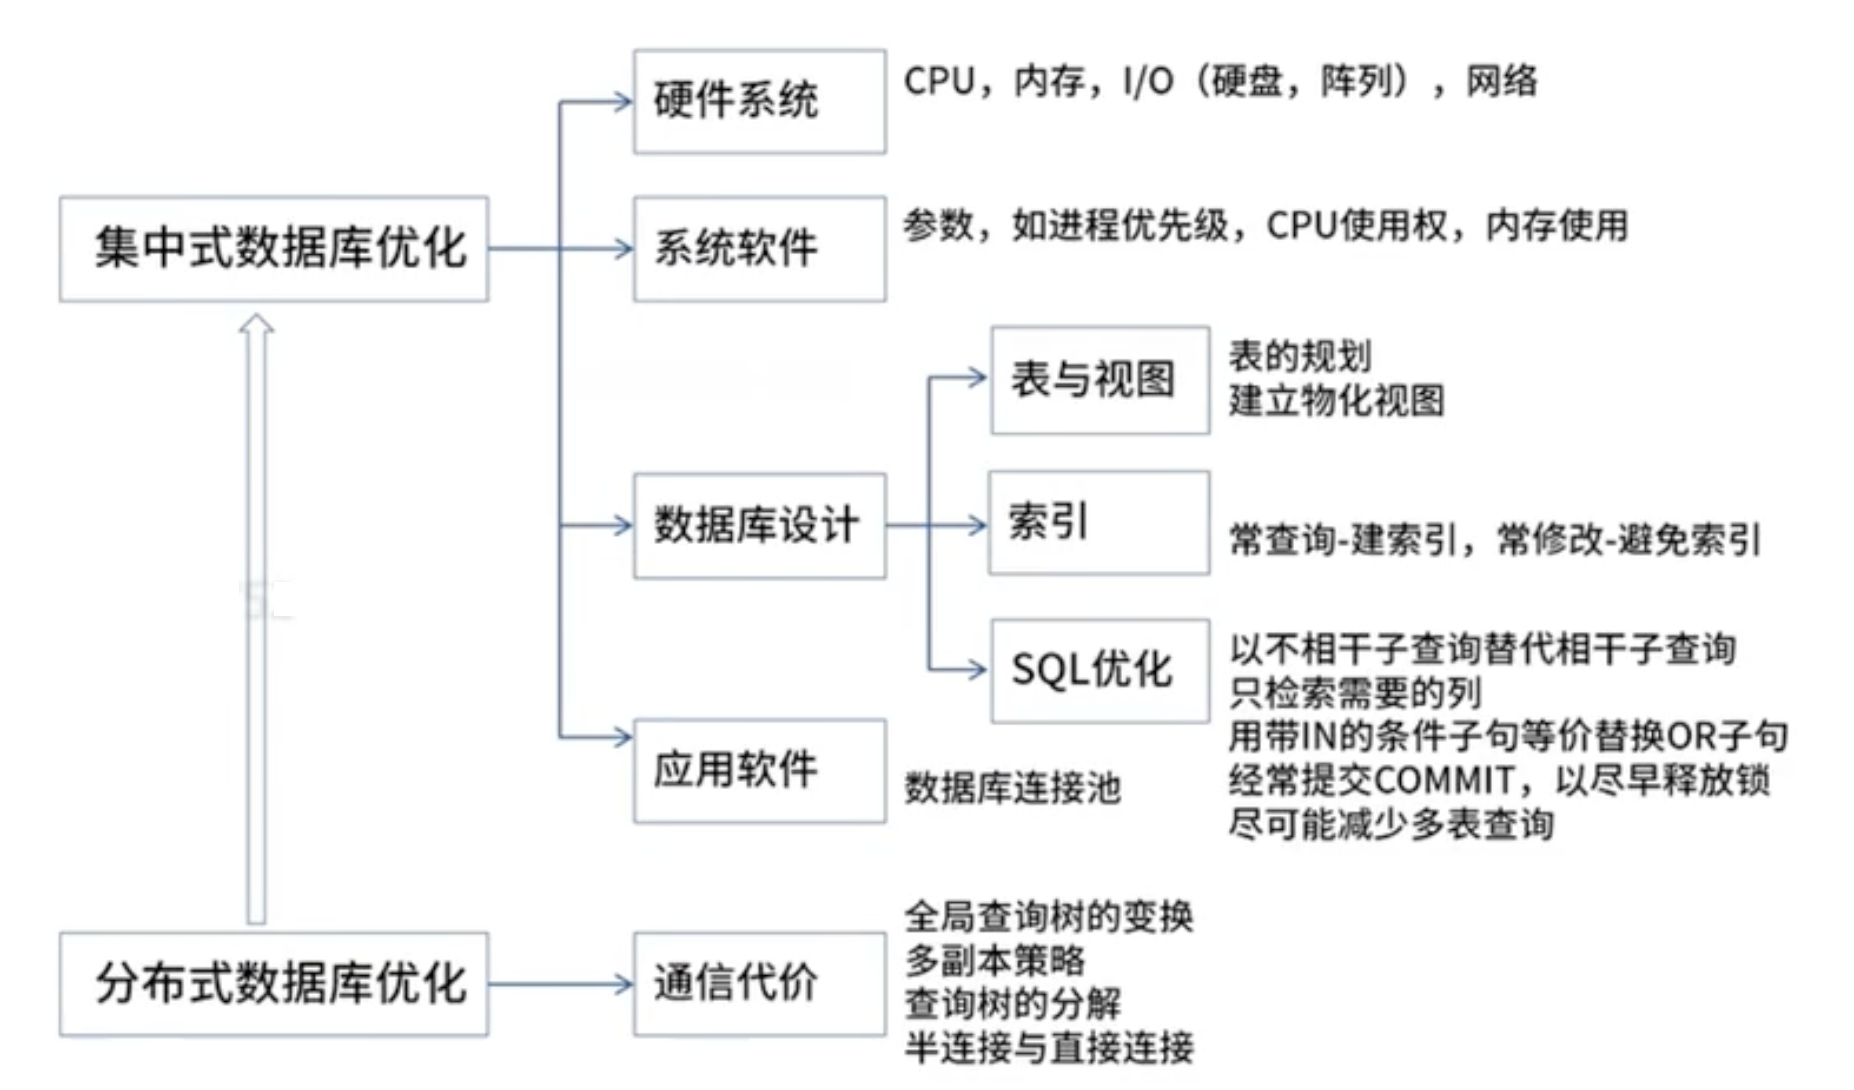 硬件系统
CPU，内存，I/O（硬盘，阵列），网络
集中式数据库优化
系统软件
参数，如进程优先级，CPU使用权，内存使用
表与视图
表的规划
建立物化视图
数据库设计
索引
常查询-建索引，常修改-避免索引
SQL优化
以不相干子查询替代相干子查询
只检索需要的列
用带IN的条件子句等价替换OR子句
经常提交COMMIT，以尽早释放锁
尽可能减少多表查询
应用软件
数据库连接池
分布式数据库优化
通信代价
全局查询树的变换
多副本策略
查询树的分解
半连接与直接连接